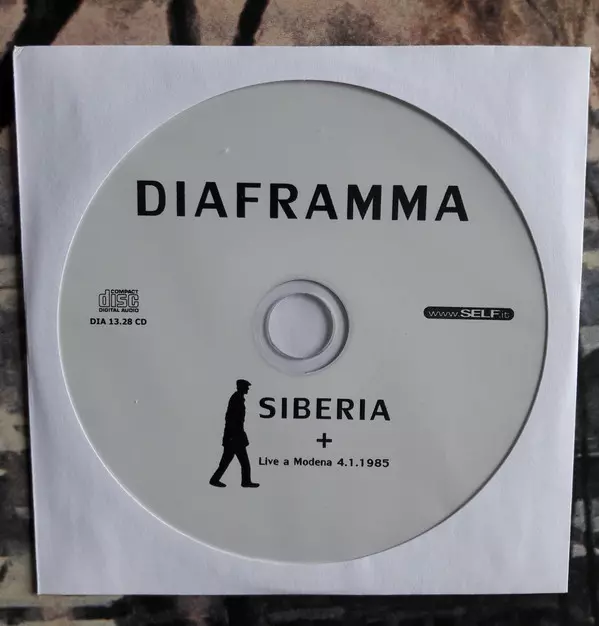 DIAFRAMMA
COMPACT
disc
DIGITAL AUDIO
DIA 13.28 CD
www.SELF.it
SIBERIA
+
Live a Modena 4.1.1985